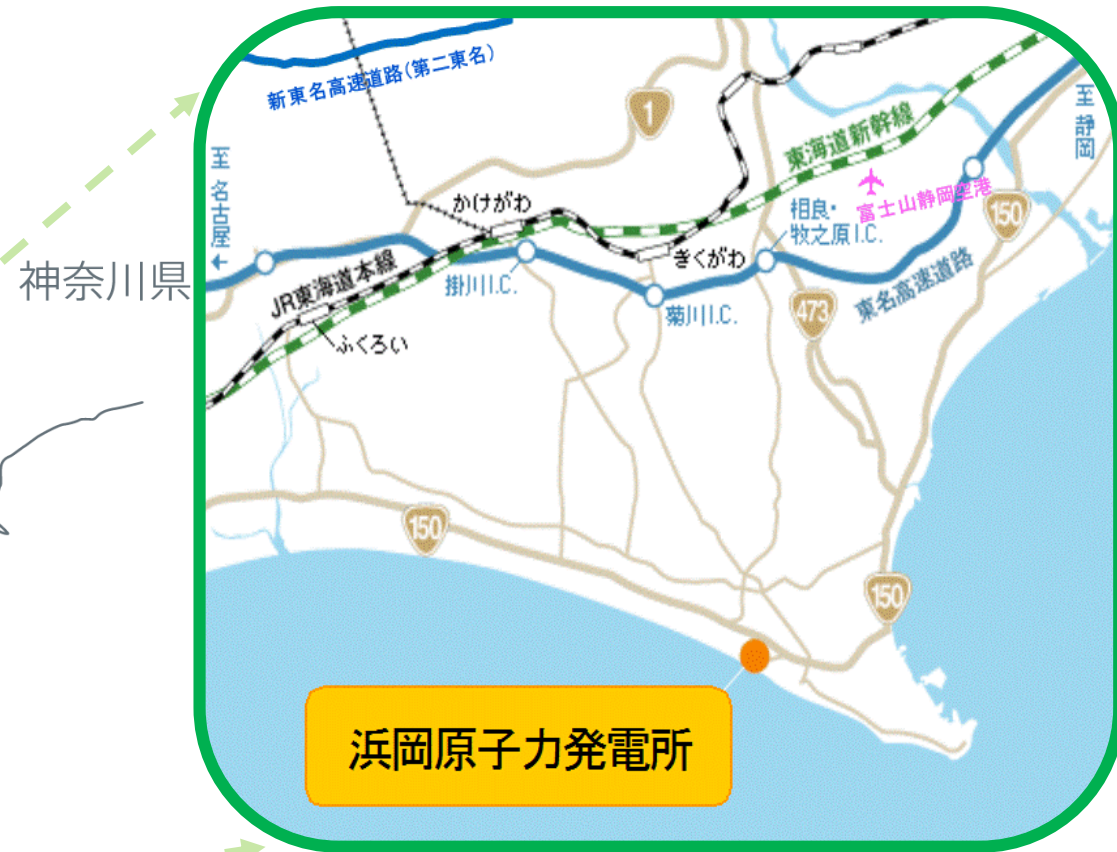 新東名高速道路(第二東名)
1
至 静岡
至 名古屋←
東海道新幹線
富士山静岡空港
かけがわ
相良・
牧之原I.C.
150
神奈川県
ぎくがわ
掛川I.C.
JR東海道本線
菊川I.C.
473
東名高速道路
ふくろい
150
150
浜岡原子力発電所